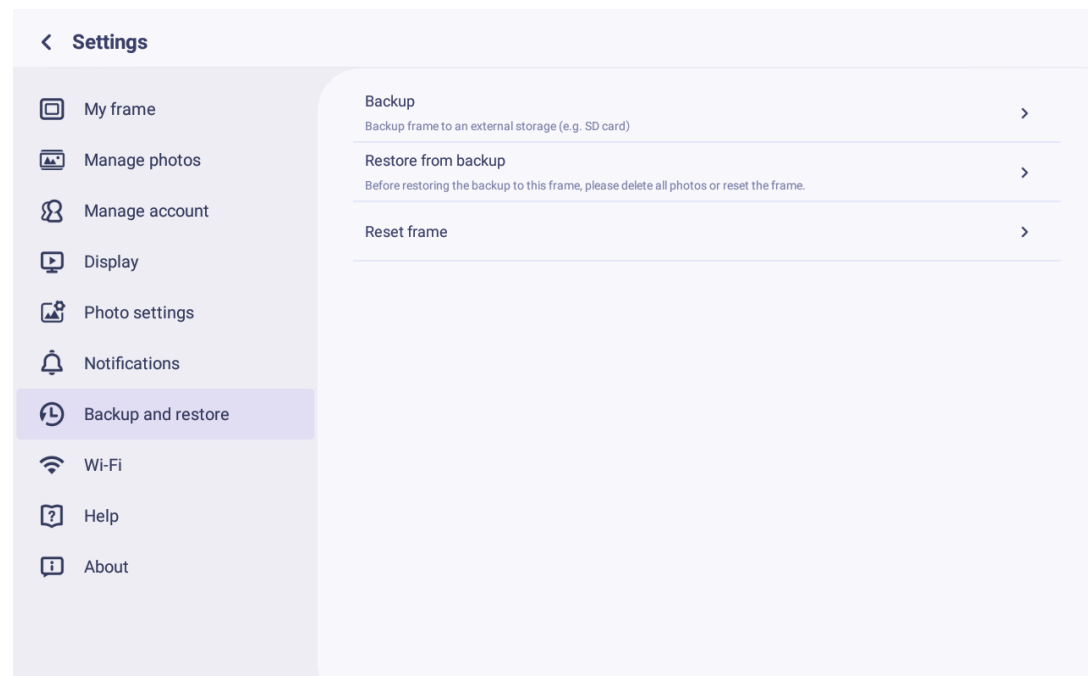 Settings
My frame
Manage photos
Manage account
Display
Photo settings
Notifications
Backup and restore
Wi-Fi
Help
About
Backup
Backup frame to an external storage (e.g. SD card)
Restore from backup
Before restoring the backup to this frame, please delete all photos or reset the frame.
Reset frame